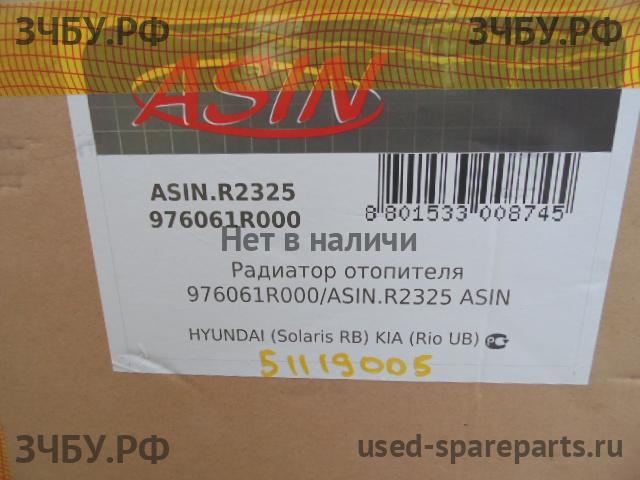 ЗЧБУ.РФ ЗЧБУ.РФ
ASIN
ASIN.R2325
976061R000
8 801533 008745
Нет в наличии
Радиатор отопителя
976061R000/ASIN.R2325 ASIN
HYUNDAI (Solaris RB) KIA (Rio UB)
51119005
ЗЧБУ.РФ used-spareparts.ru